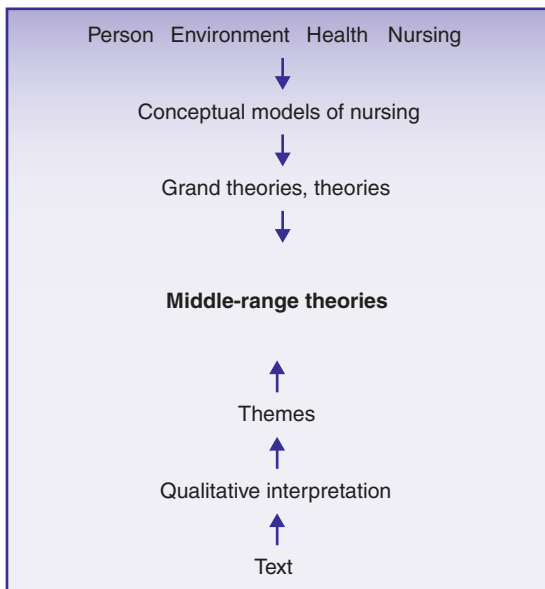 Person Environment Health Nursing
Conceptual models of nursing
Grand theories, theories
Middle-range theories
Themes
Qualitative interpretation
Text